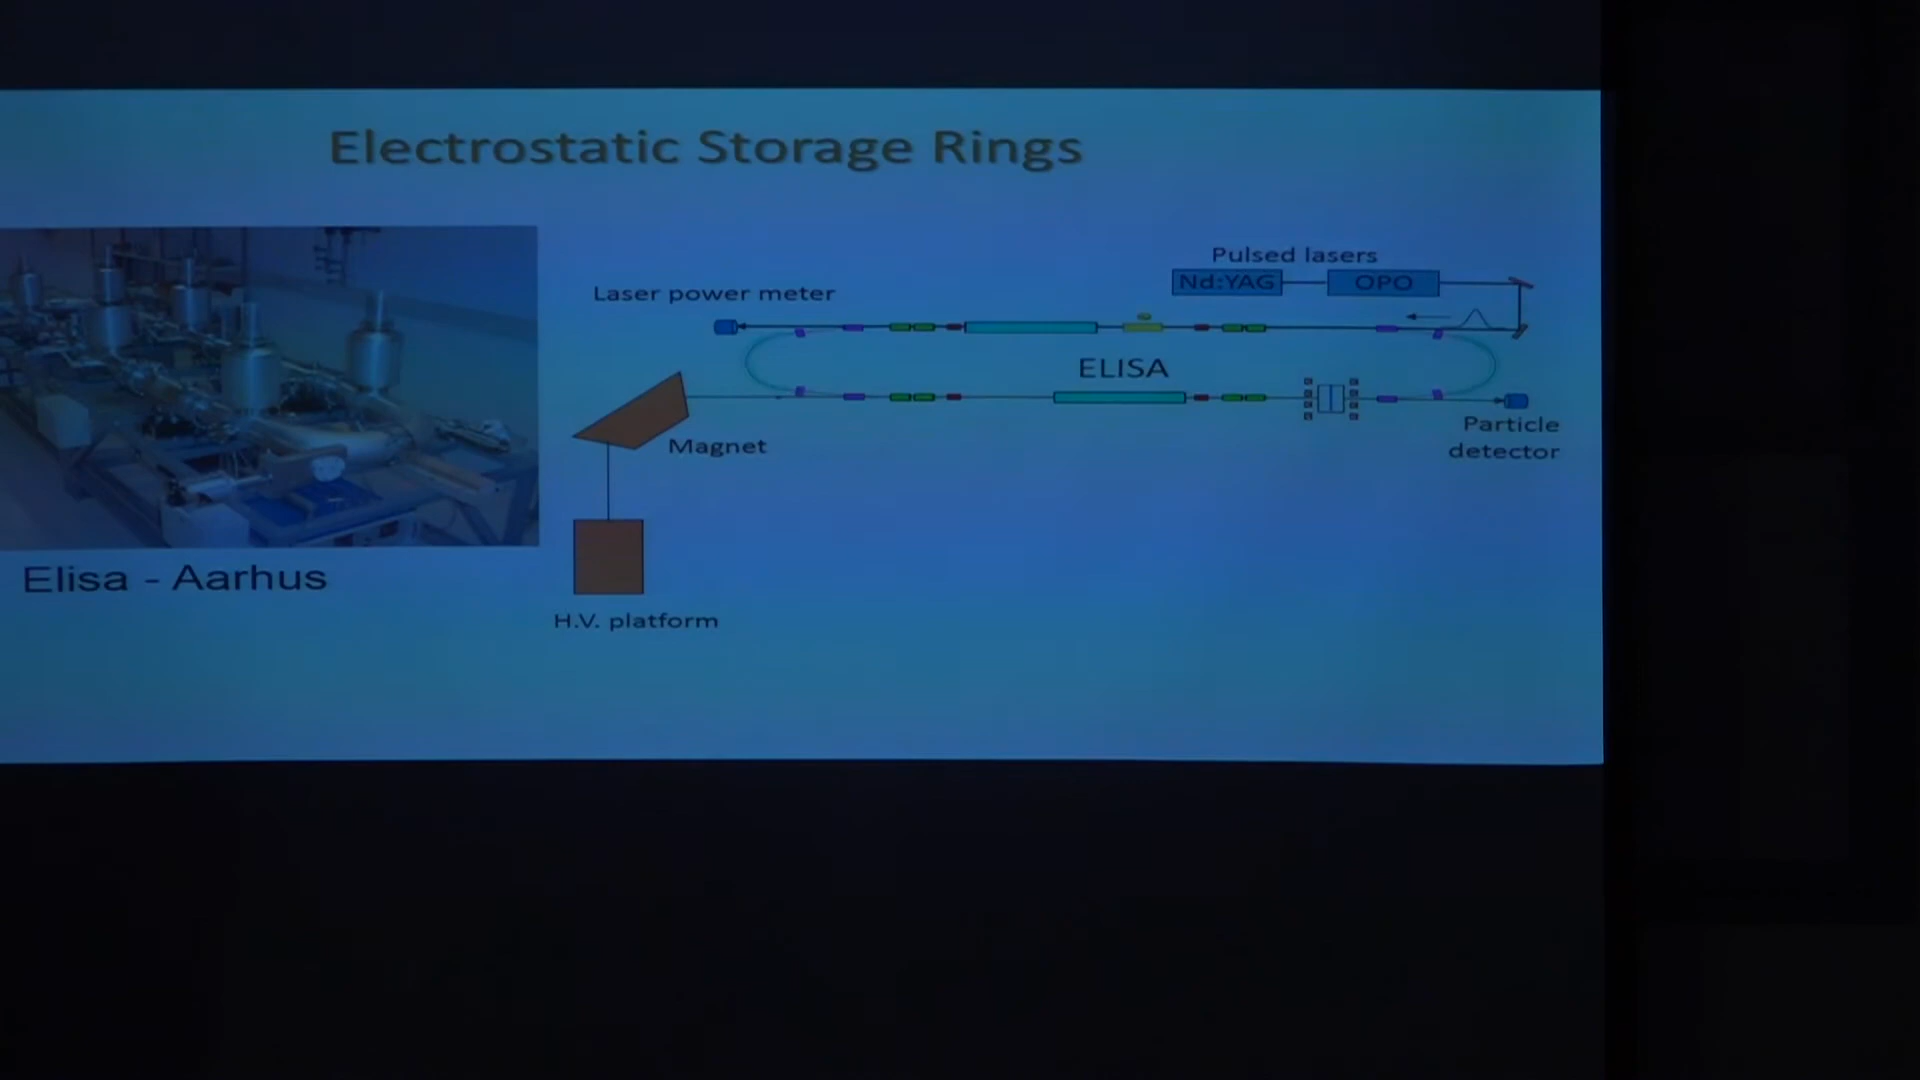 Electrostatic Storage Rings
Pulsed lasers
Nd:YAG
OPO
Laser power meter
ELISA
Particle
detector
Magnet
Elisa - Aarhus
H.V. platform